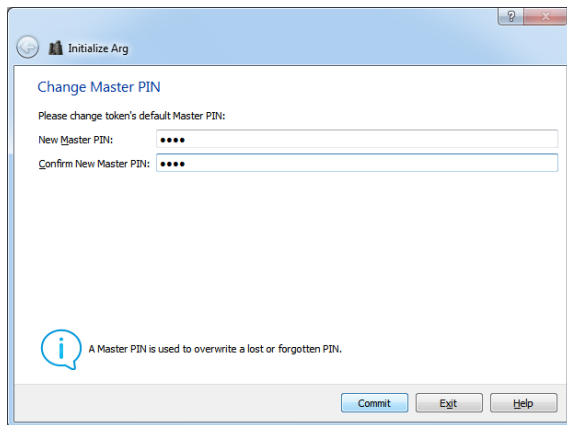 Initialize Arg
Change Master PIN
Please change token's default Master PIN:
New Master PIN: ••••
Confirm New Master PIN: ••••
A Master PIN is used to overwrite a lost or forgotten PIN.
Commit Exit Help